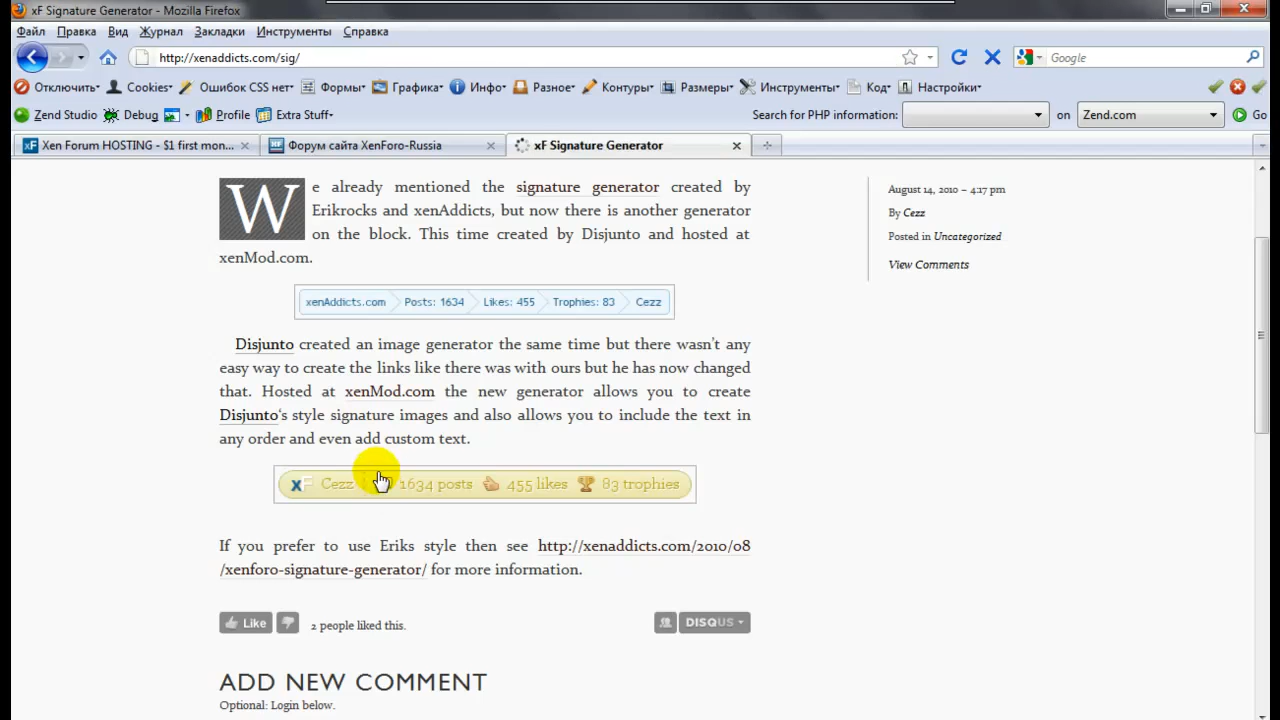 xF Signature Generator - Mozilla Firefox
Файл Правка Вид Журнал Закладки Инструменты Справка
http://xenaddicts.com/sig/
Google
Отключить Cookies Ошибок CSS нет Формы Графика Инфо Разное Контуры Размеры Инструменты Код Настройки
Zend Studio Debug Profile Extra Stuff Search for PHP information: on Zend.com Go
Xen Forum HOSTING - $1 first mon... Форум сайта XenForo-Russia xF Signature Generator
We already mentioned the signature generator created by
Erikrocks and xenAddicts, but now there is another generator
on the block. This time created by Disjunto and hosted at
xenMod.com.
xenAddicts.com Posts: 1634 Likes: 455 Trophies: 83 Cezz
Disjunto created an image generator the same time but there wasn't any
easy way to create the links like there was with ours but he has now changed
that. Hosted at xenMod.com the new generator allows you to create
Disjunto's style signature images and also allows you to include the text in
any order and even add custom text.
xF Cezz 1634 posts 455 likes 83 trophies
If you prefer to use Eriks style then see http://xenaddicts.com/2010/08
/xenforo-signature-generator/ for more information.
Like 2 people liked this. DISQUS
ADD NEW COMMENT
Optional: Login below.
August 14, 2010 – 4:17 pm
By Cezz
Posted in Uncategorized
View Comments